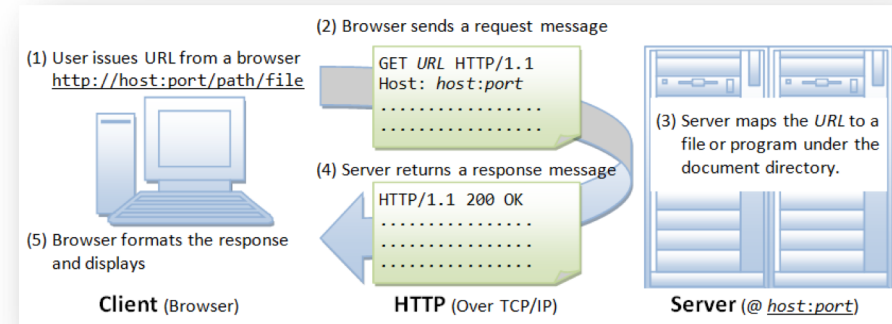 (2) Browser sends a request message
(1) User issues URL from a browser
http://host:port/path/file
GET URL HTTP/1.1
Host: host:port
.................
.................
(3) Server maps the URL to a
file or program under the
document directory.
(4) Server returns a response message
HTTP/1.1 200 OK
................
................
................
(5) Browser formats the response
and displays
Client (Browser)
HTTP (Over TCP/IP)
Server (@ host:port)